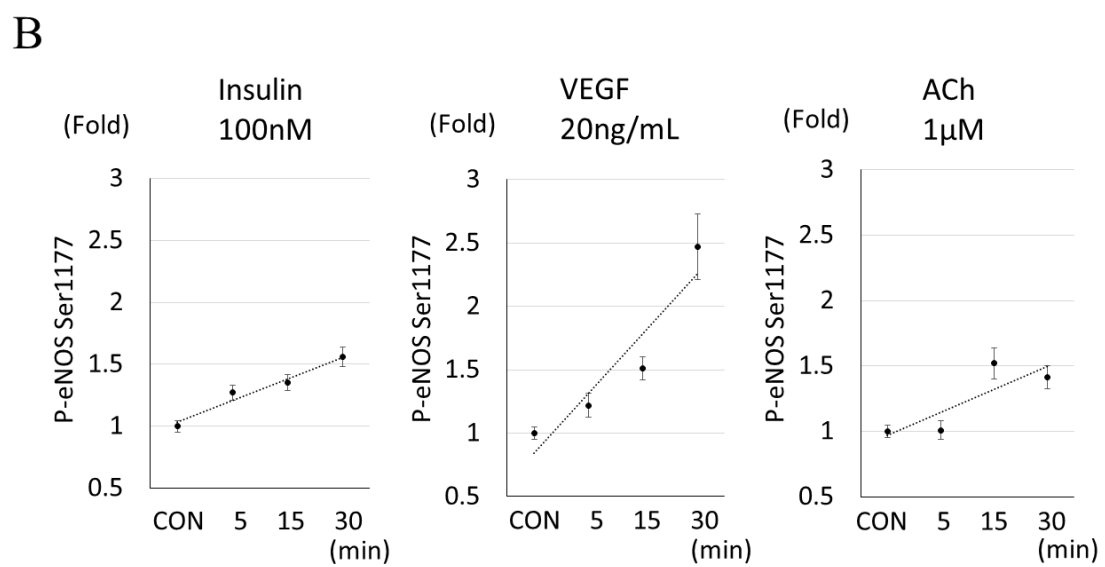 B
Insulin
100nM
(Fold)
P-eNOS Ser1177
3
2.5
2
1.5
1
0.5
CON 5 15 30
(min)
VEGF
20ng/mL
(Fold)
P-eNOS Ser1177
3
2.5
2
1.5
1
0.5
CON 5 15 30
(min)
ACh
1μM
(Fold)
P-eNOS Ser1177
3
2.5
2
1.5
1
0.5
CON 5 15 30
(min)